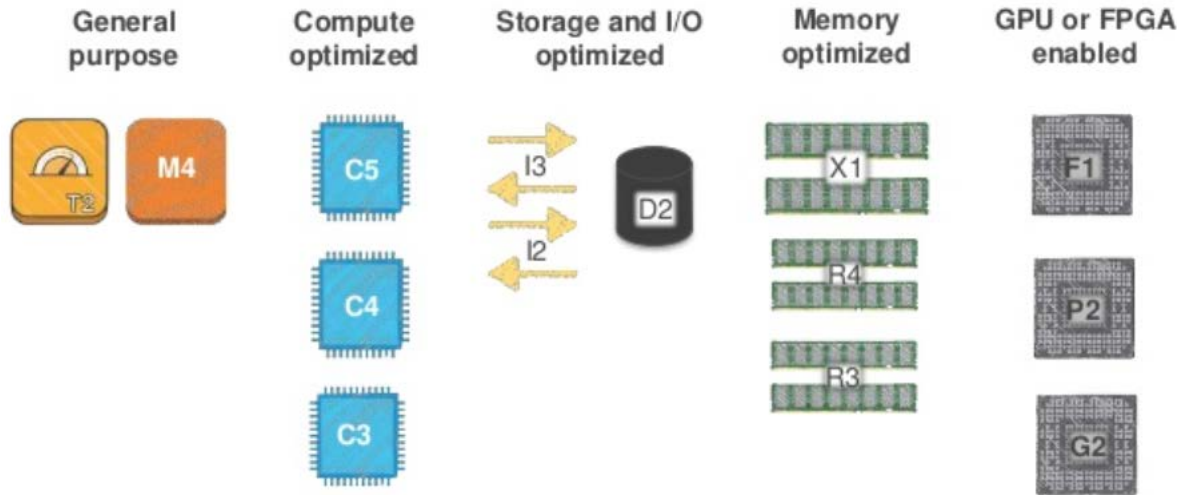 General
purpose
Compute
optimized
Storage and I/O
optimized
Memory
optimized
GPU or FPGA
enabled
T2
M4
C5
C4
C3
I3
I2
D2
X1
R4
R3
F1
P2
G2